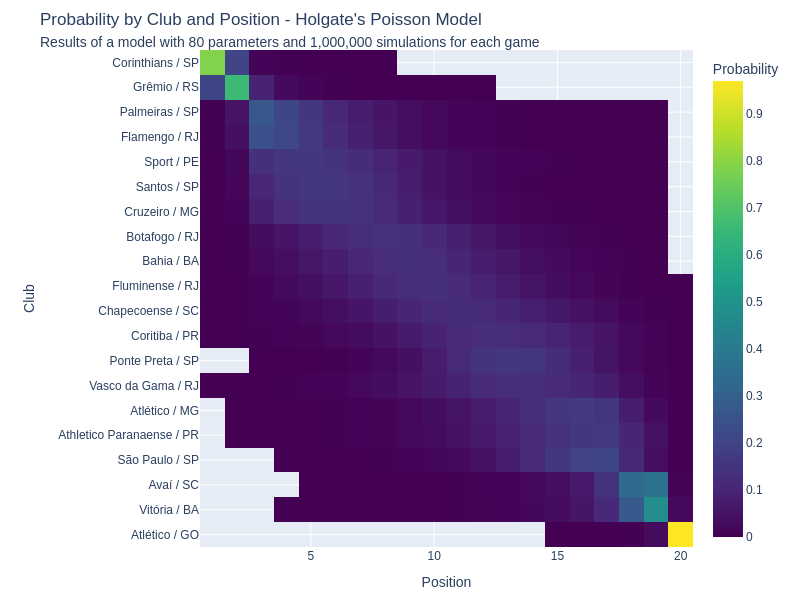 Probability by Club and Position - Holgate's Poisson Model
Results of a model with 80 parameters and 1,000,000 simulations for each game
Probability
Corinthians / SP
Grêmio / RS
Palmeiras / SP
Flamengo / RJ
Sport / PE
Santos / SP
Cruzeiro / MG
Botafogo / RJ
Bahia / BA
Fluminense / RJ
Chapecoense / SC
Coritiba / PR
Ponte Preta / SP
Vasco da Gama / RJ
Atlético / MG
Athletico Paranaense / PR
São Paulo / SP
Avaí / SC
Vitória / BA
Atlético / GO
Club
5
10
15
20
Position
0.9
0.8
0.7
0.6
0.5
0.4
0.3
0.2
0.1
0